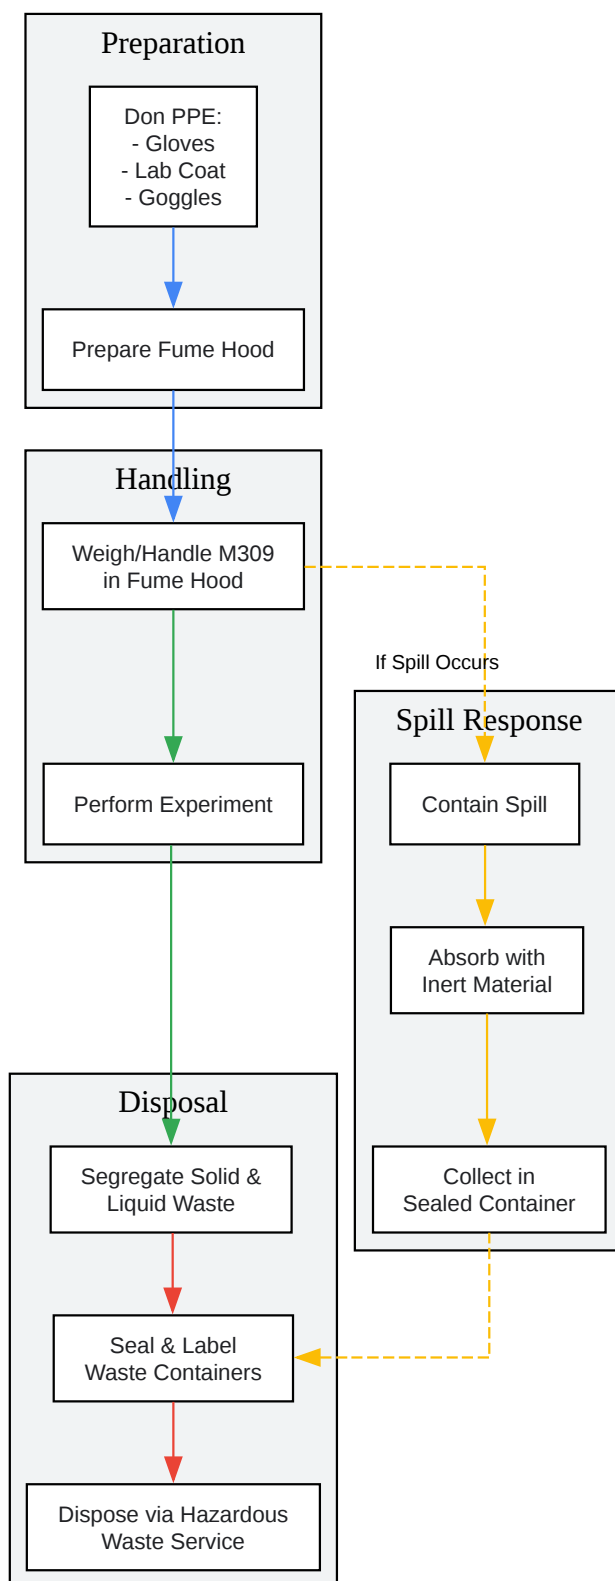 Preparation
Don PPE:
- Gloves
- Lab Coat
- Goggles
Prepare Fume Hood
Handling
Weigh/Handle M309
in Fume Hood
If Spill Occurs
Spill Response
Perform Experiment
Contain Spill
Absorb with
Inert Material
Disposal
Segregate Solid &
Liquid Waste
Collect in
Sealed Container
Seal & Label
Waste Containers
Dispose via Hazardous
Waste Service